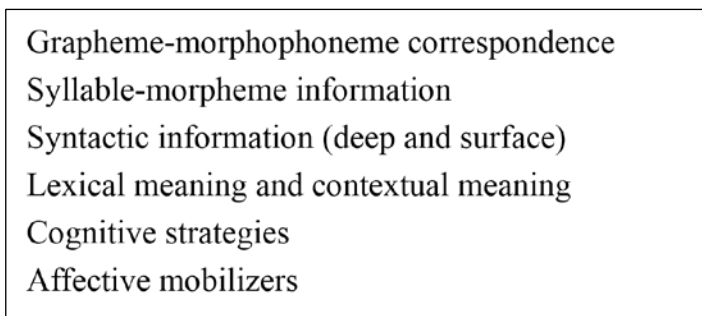 Grapheme-morphophoneme correspondence
Syllable-morpheme information
Syntactic information (deep and surface)
Lexical meaning and contextual meaning
Cognitive strategies
Affective mobilizers